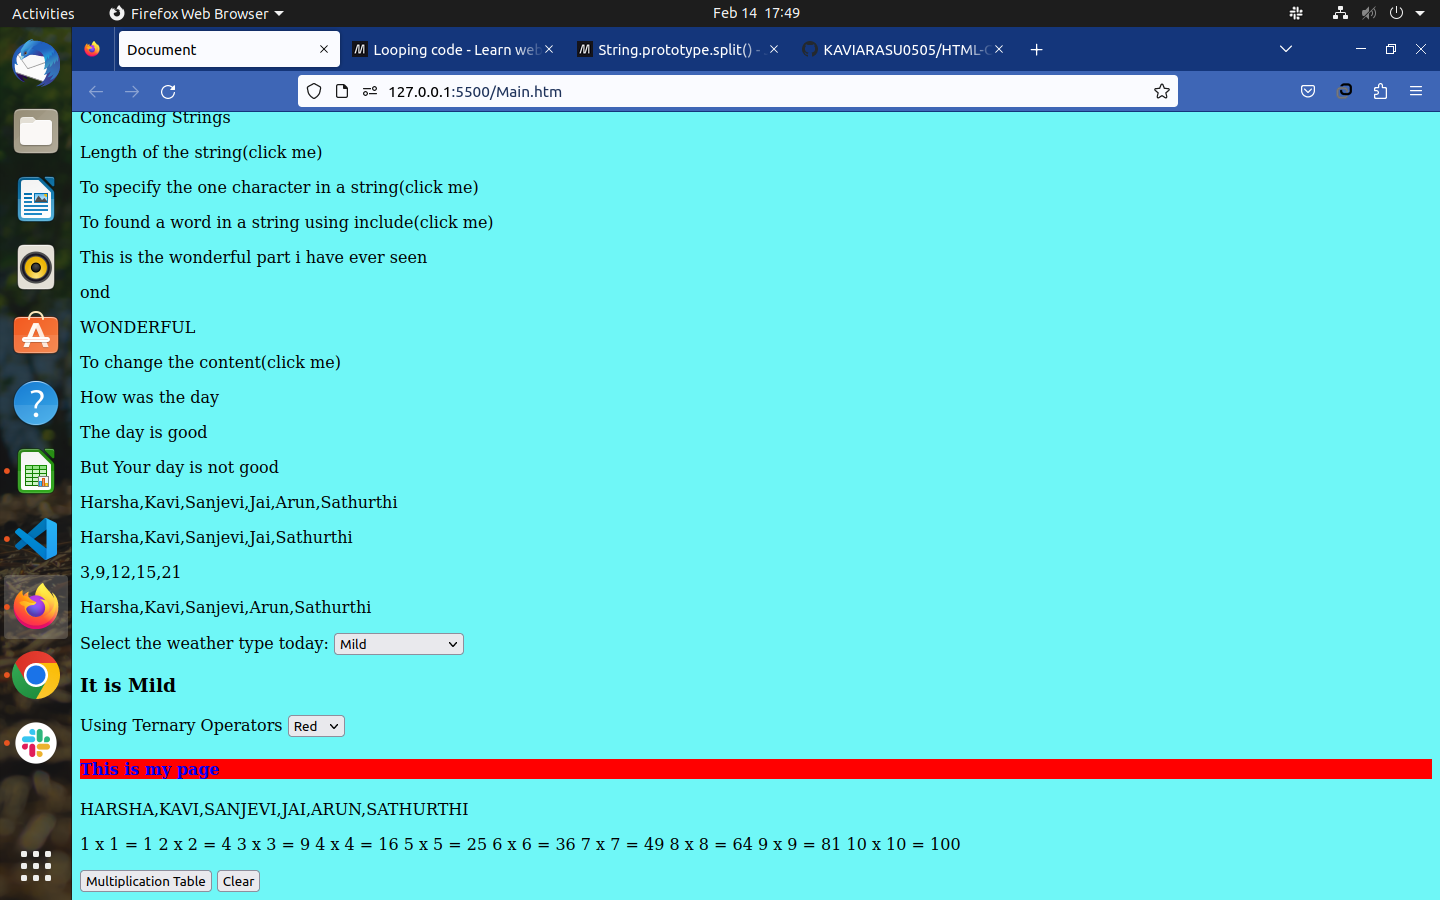 Activities
Firefox Web Browser
Feb 14 17:49
Document
Looping code - Learn web
String.prototype.split() -
KAVIARASU0505/HTML-C
127.0.0.1:5500/Main.htm
Concading Strings
Length of the string(click me)
To specify the one character in a string(click me)
To found a word in a string using include(click me)
This is the wonderful part i have ever seen
ond
WONDERFUL
To change the content(click me)
How was the day
The day is good
But Your day is not good
Harsha,Kavi,Sanjevi,Jai,Arun,Sathurthi
Harsha,Kavi,Sanjevi,Jai,Sathurthi
3,9,12,15,21
Harsha,Kavi,Sanjevi,Arun,Sathurthi
Select the weather type today: Mild
It is Mild
Using Ternary Operators Red
This is my page
HARSHA,KAVI,SANJEVI,JAI,ARUN,SATHURTHI
1 x 1 = 1 2 x 2 = 4 3 x 3 = 9 4 x 4 = 16 5 x 5 = 25 6 x 6 = 36 7 x 7 = 49 8 x 8 = 64 9 x 9 = 81 10 x 10 = 100
Multiplication Table Clear